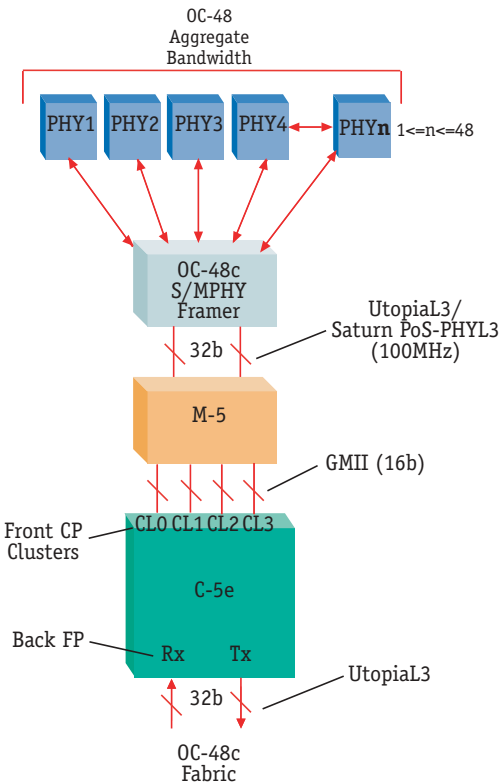 OC-48
Aggregate
Bandwidth
PHY1 PHY2 PHY3 PHY4 PHYn 1<=n<=48
OC-48c
S/MPHY
Framer
UtopiaL3/
Saturn PoS-PHYL3
(100MHz)
32b
M-5
GMII (16b)
Front CP
Clusters
CL0 CL1 CL2 CL3
C-5e
Back FP
Rx Tx
UtopiaL3
32b
OC-48c
Fabric